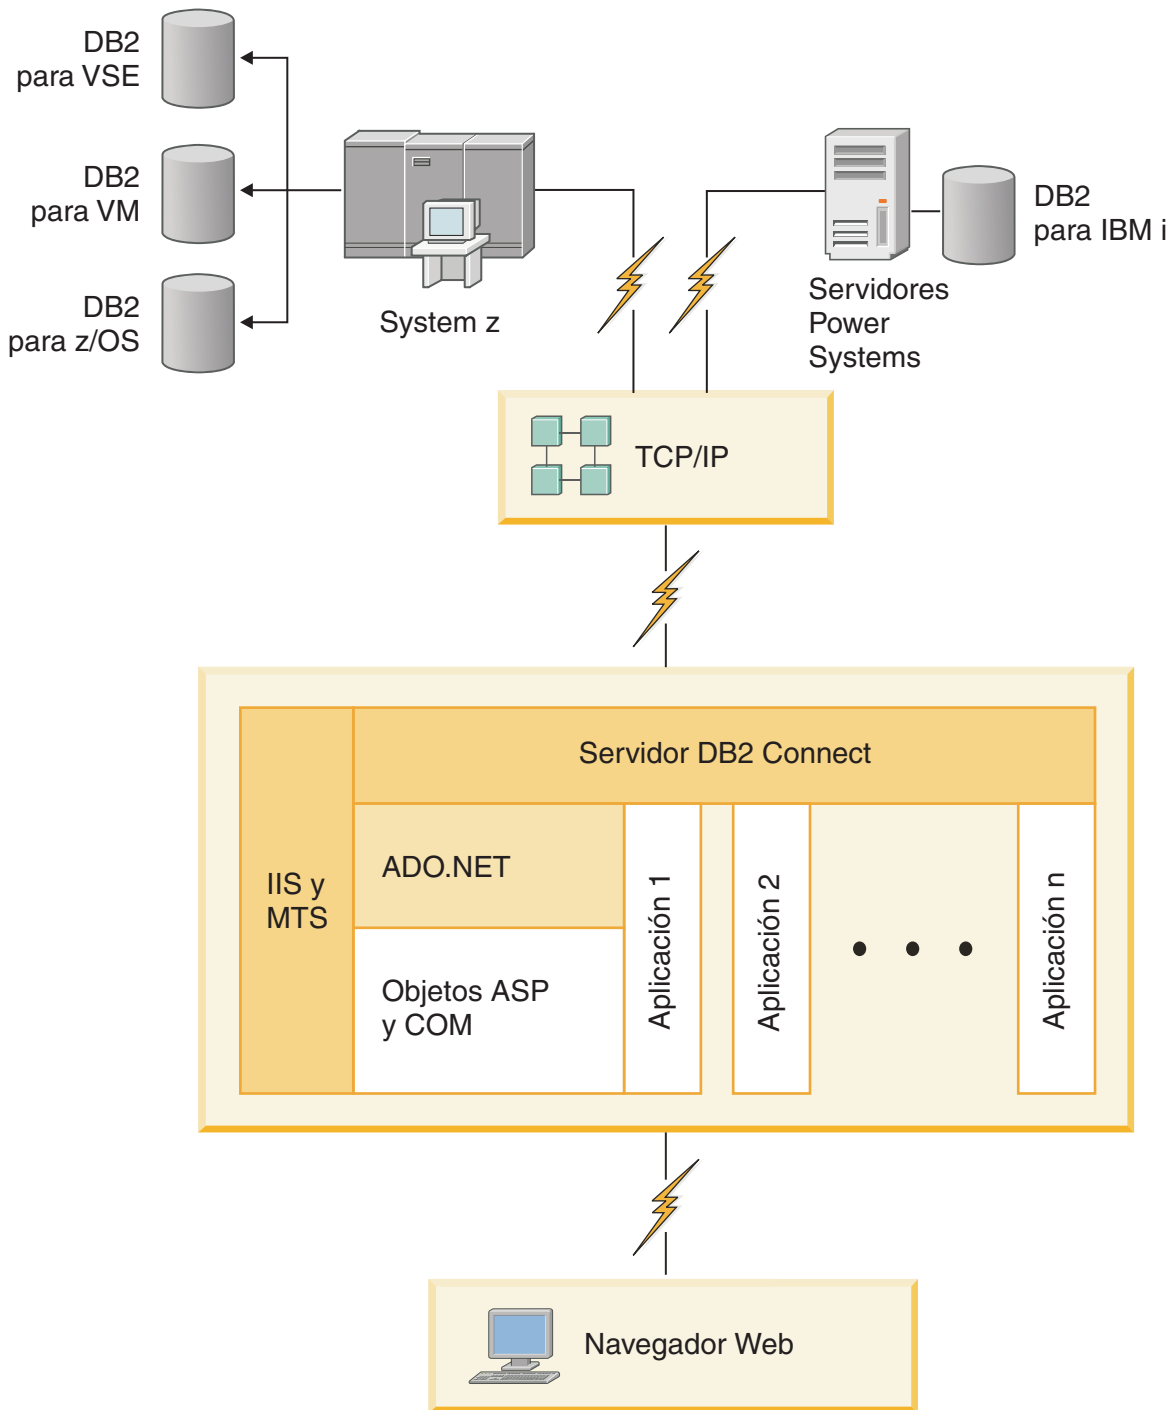 DB2
para VSE
DB2
para VM
DB2
para z/OS
System z
Servidores
Power
Systems
DB2
para IBM i
TCP/IP
Servidor DB2 Connect
IIS y
MTS
ADO.NET
Objetos ASP
y COM
Aplicación 1
Aplicación 2
Aplicación n
Navegador Web